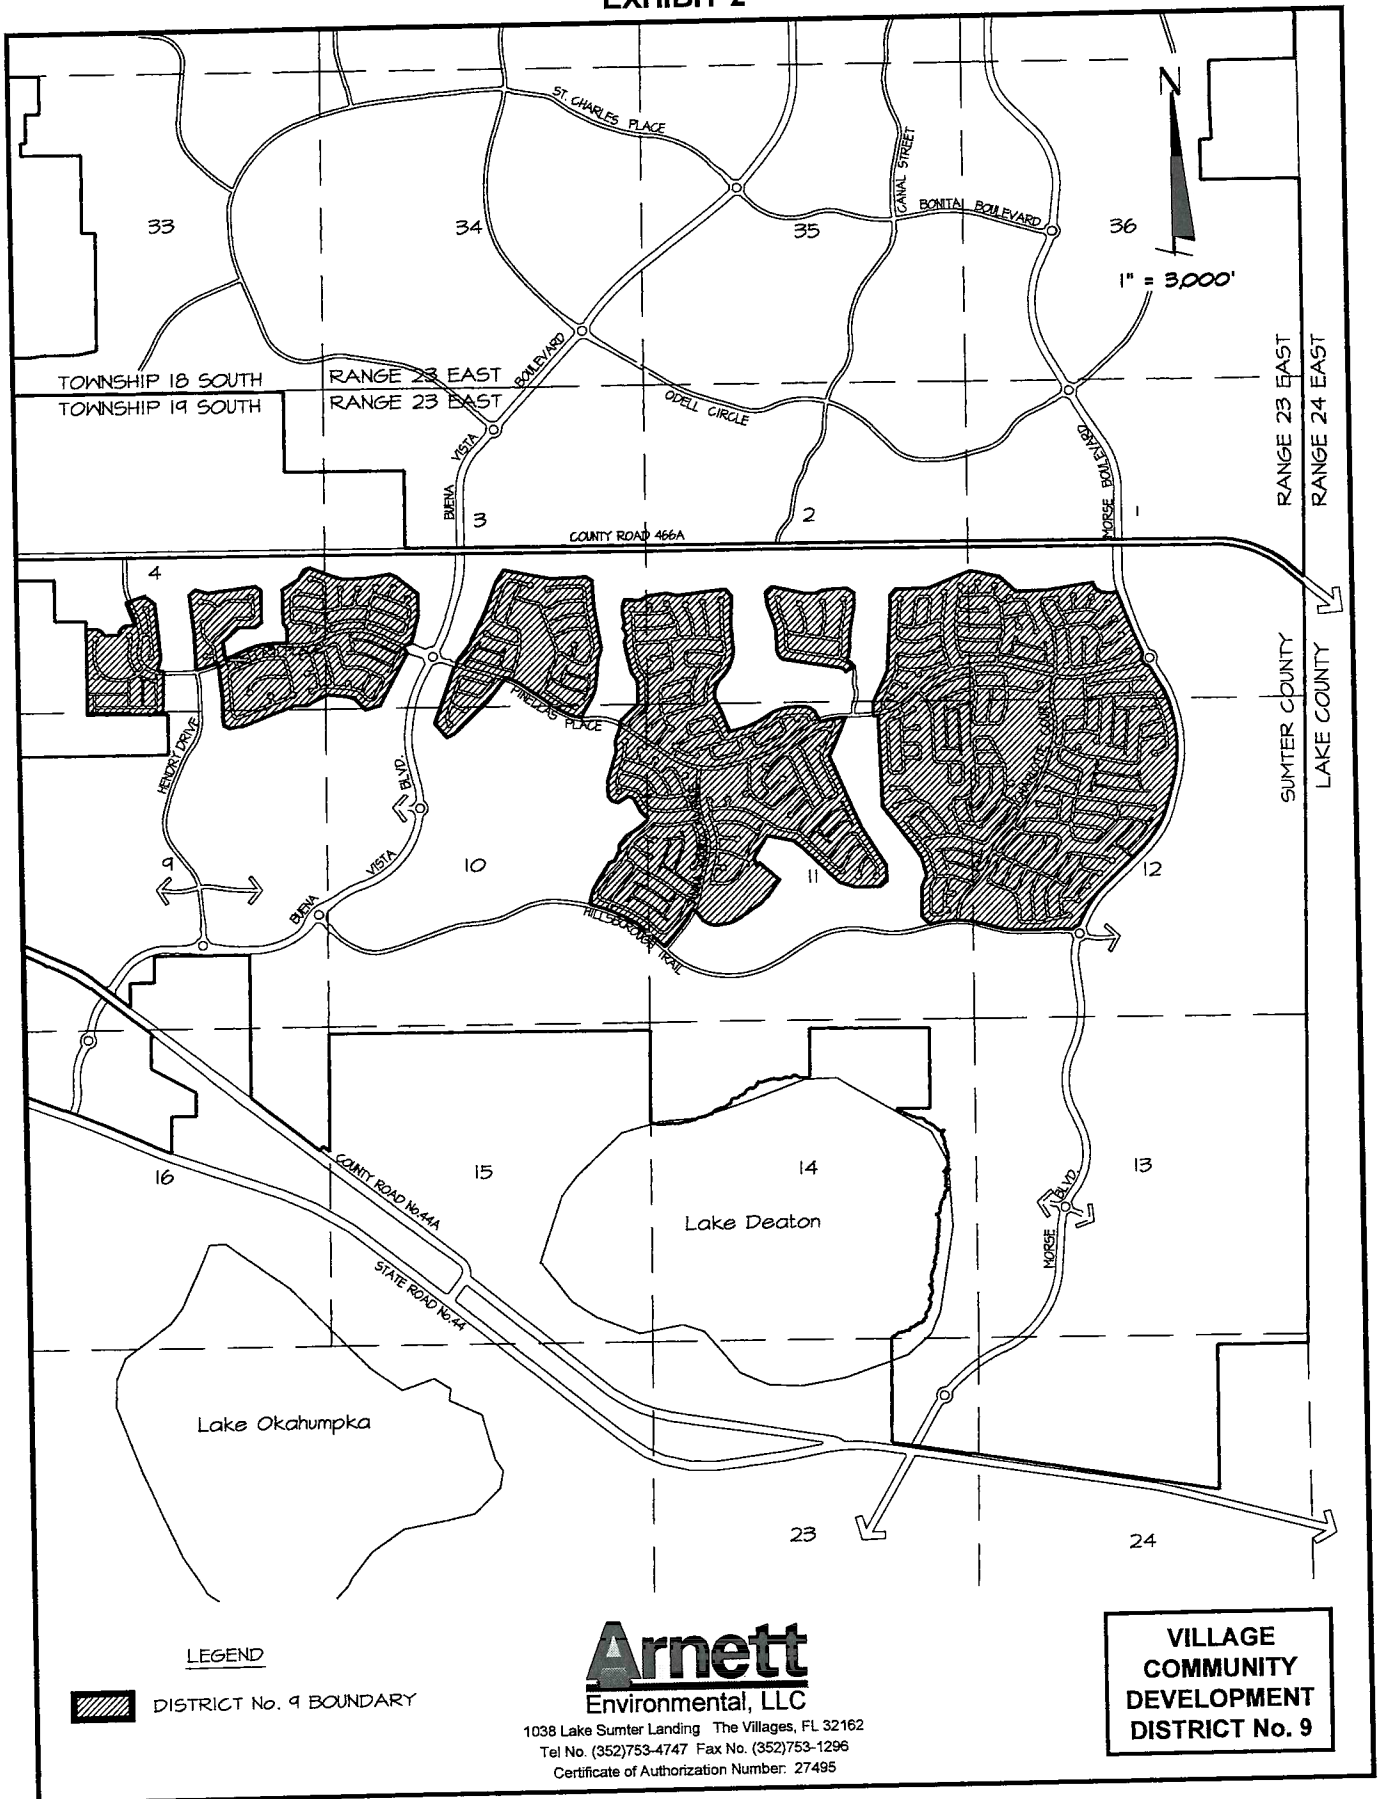 EXHIBIT 2
N
1" = 3,000'
ST. CHARLES PLACE
CANAL STREET
BONITA BOULEVARD
33
34
35
36
TOWNSHIP 18 SOUTH
RANGE 23 EAST
TOWNSHIP 19 SOUTH
RANGE 23 EAST
BUENA VISTA BOULEVARD
ODELL CIRCLE
MORSE BOULEVARD
RANGE 23 EAST
RANGE 24 EAST
3
2
1
COUNTY ROAD 466A
4
PINELLAS PLACE
HENDRY DRIVE
CHARLOTTE
SUMTER COUNTY
LAKE COUNTY
BUENA VISTA BLVD.
9
10
11
12
HILLSBOROUGH TRAIL
16
15
14
13
COUNTY ROAD No.44A
STATE ROAD No.44
Lake Deaton
MORSE BLVD.
Lake Okahumpka
23
24
LEGEND
DISTRICT No. 9 BOUNDARY
Arnett
Environmental, LLC
1038 Lake Sumter Landing The Villages, FL 32162
Tel No. (352)753-4747 Fax No. (352)753-1296
Certificate of Authorization Number: 27495
VILLAGE
COMMUNITY
DEVELOPMENT
DISTRICT No. 9